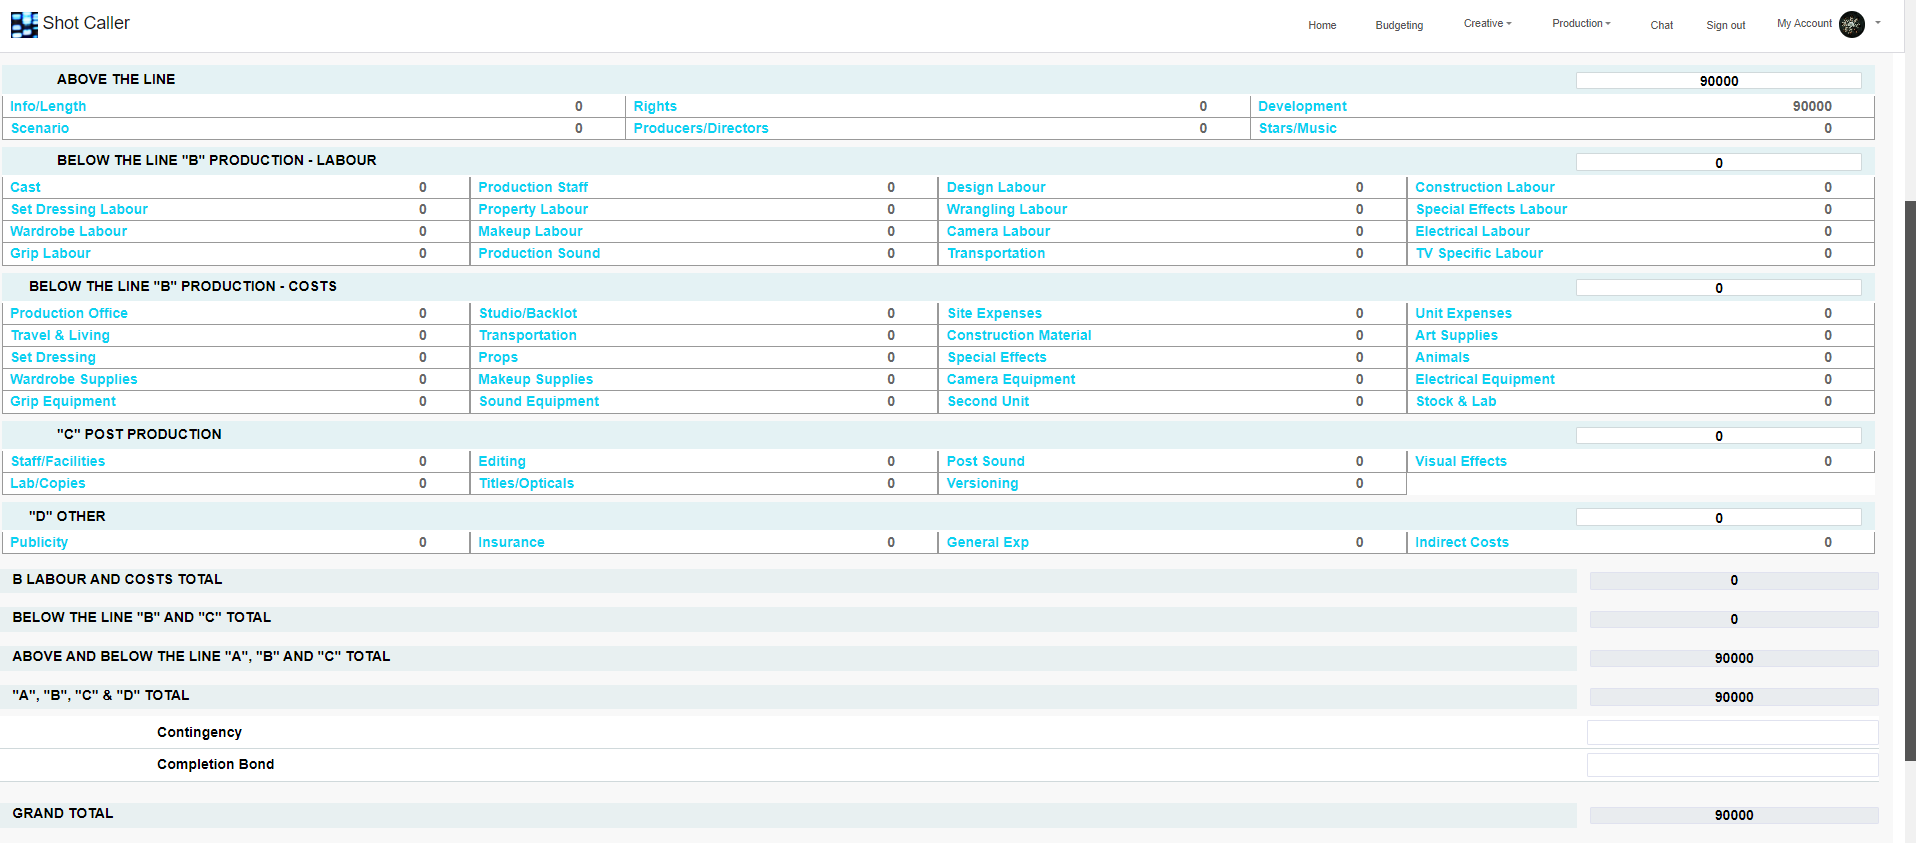 Shot Caller Home Budgeting Creative Production Chat Sign out My Account
ABOVE THE LINE 90000
Info/Length 0 Rights 0 Development 90000
Scenario 0 Producers/Directors 0 Stars/Music 0
BELOW THE LINE "B" PRODUCTION - LABOUR 0
Cast 0 Production Staff 0 Design Labour 0 Construction Labour 0
Set Dressing Labour 0 Property Labour 0 Wrangling Labour 0 Special Effects Labour 0
Wardrobe Labour 0 Makeup Labour 0 Camera Labour 0 Electrical Labour 0
Grip Labour 0 Production Sound 0 Transportation 0 TV Specific Labour 0
BELOW THE LINE "B" PRODUCTION - COSTS 0
Production Office 0 Studio/Backlot 0 Site Expenses 0 Unit Expenses 0
Travel & Living 0 Transportation 0 Construction Material 0 Art Supplies 0
Set Dressing 0 Props 0 Special Effects 0 Animals 0
Wardrobe Supplies 0 Makeup Supplies 0 Camera Equipment 0 Electrical Equipment 0
Grip Equipment 0 Sound Equipment 0 Second Unit 0 Stock & Lab 0
"C" POST PRODUCTION 0
Staff/Facilities 0 Editing 0 Post Sound 0 Visual Effects 0
Lab/Copies 0 Titles/Opticals 0 Versioning 0
"D" OTHER 0
Publicity 0 Insurance 0 General Exp 0 Indirect Costs 0
B LABOUR AND COSTS TOTAL 0
BELOW THE LINE "B" AND "C" TOTAL 0
ABOVE AND BELOW THE LINE "A", "B" AND "C" TOTAL 90000
"A", "B", "C" & "D" TOTAL 90000
Contingency
Completion Bond
GRAND TOTAL 90000